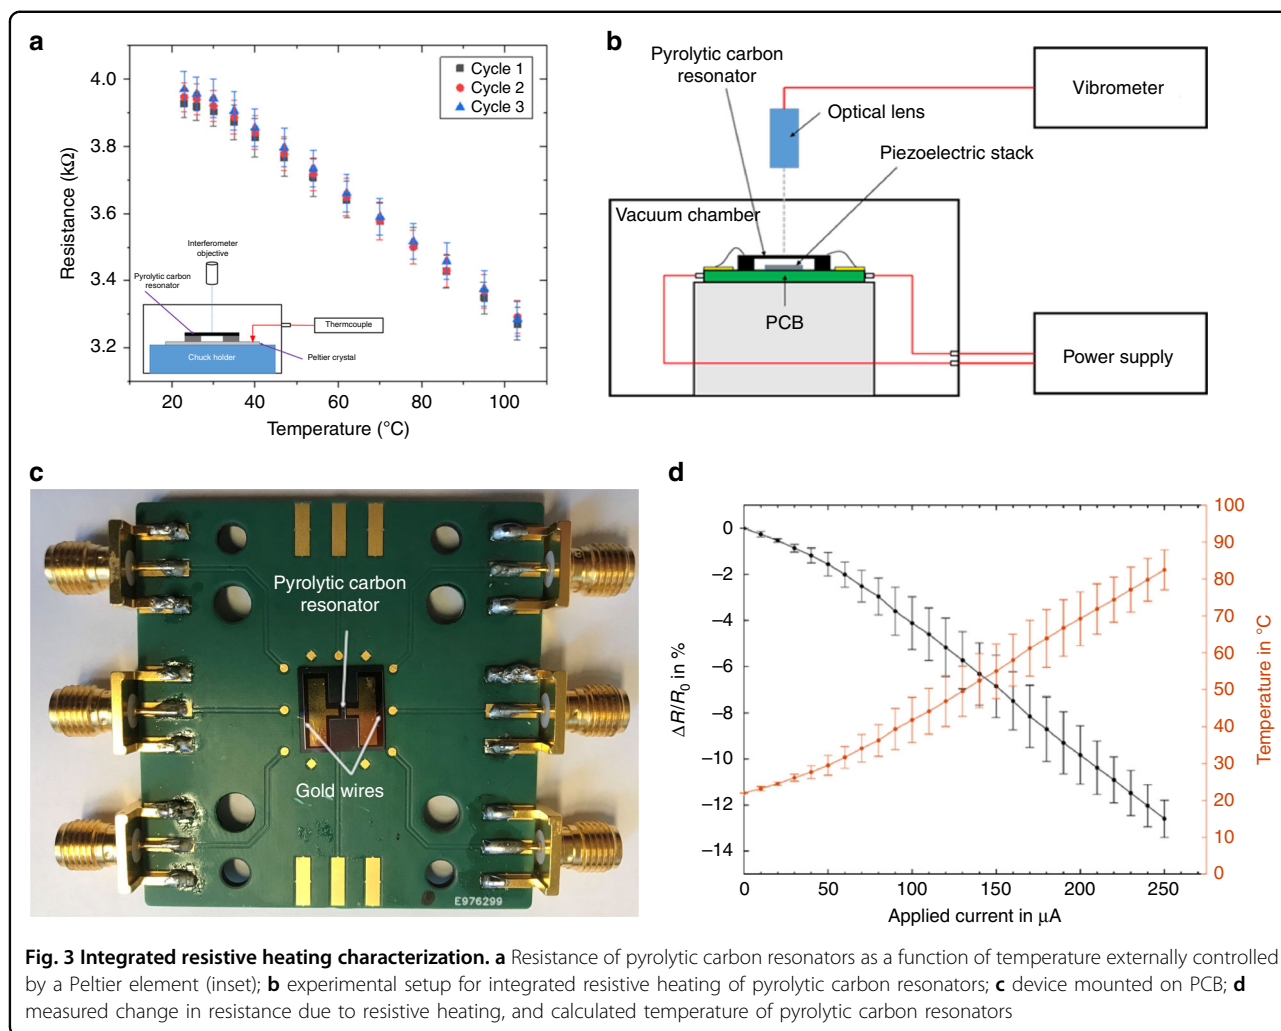 a
Resistance (kΩ)
4.0
3.8
3.6
3.4
3.2
20
40
60
80
100
Temperature (°C)
Cycle 1
Cycle 2
Cycle 3
Interferometer
objective
Pyrolytic carbon
resonator
Thermcouple
Chuck holder
Peltier crystal
b
Pyrolytic carbon
resonator
Optical lens
Piezoelectric stack
Vibrometer
Vacuum chamber
PCB
Power supply
c
Pyrolytic carbon
resonator
Gold wires
E976299
d
ΔR/R0 in %
0
−2
−4
−6
−8
−10
−12
−14
0
50
100
150
200
250
Applied current in μA
100
90
80
70
60
50
40
30
20
10
0
Temperature in °C
Fig. 3 Integrated resistive heating characterization. a Resistance of pyrolytic carbon resonators as a function of temperature externally controlled
by a Peltier element (inset); b experimental setup for integrated resistive heating of pyrolytic carbon resonators; c device mounted on PCB; d
measured change in resistance due to resistive heating, and calculated temperature of pyrolytic carbon resonators